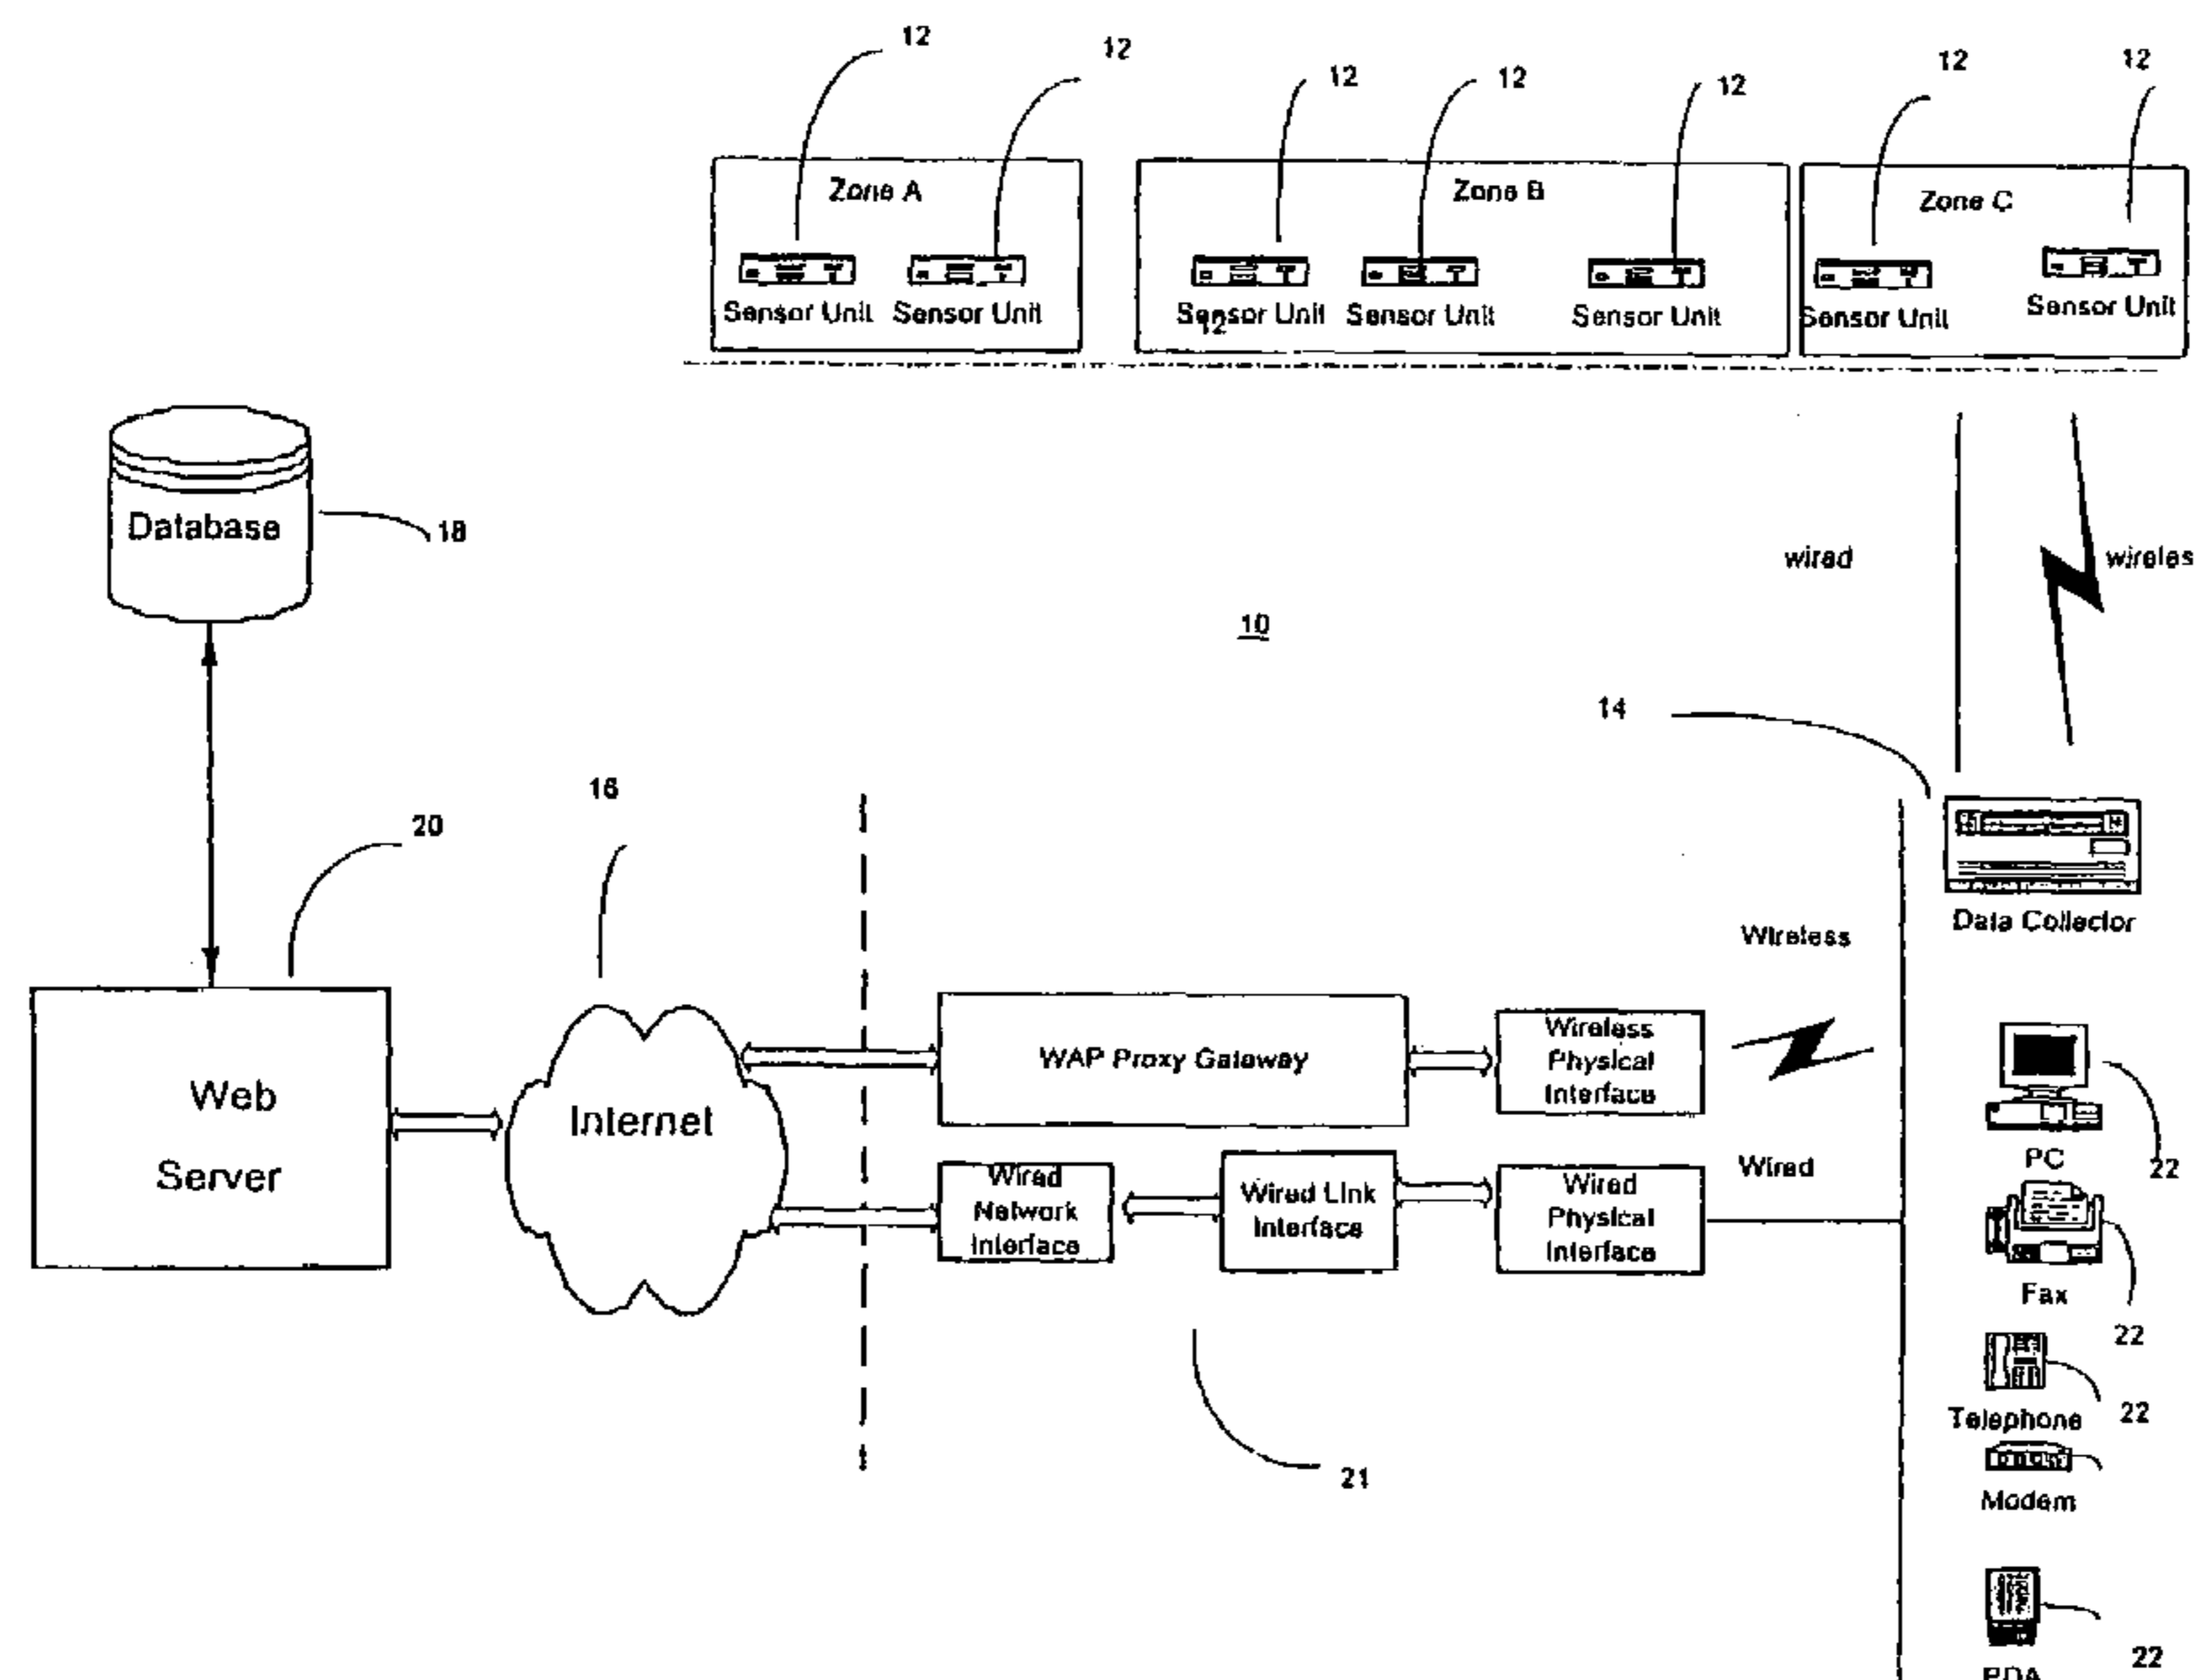 12 12 12 12 12 12 12
Zone A Zone B Zone C
Sensor Unit Sensor Unit Sensor Unit Sensor Unit Sensor Unit Sensor Unit Sensor Unit
12
Database
18
wired
wireles
10
14
16
20
Data Collector
Wireless
Web
Server
Internet
WAP Proxy Gateway
Wireless
Physical
Interface
Wired
Network
Interface
Wired Link
Interface
Wired
Physical
Interface
Wired
PC
22
Fax
22
Telephone
22
Modem
21
22
PDA